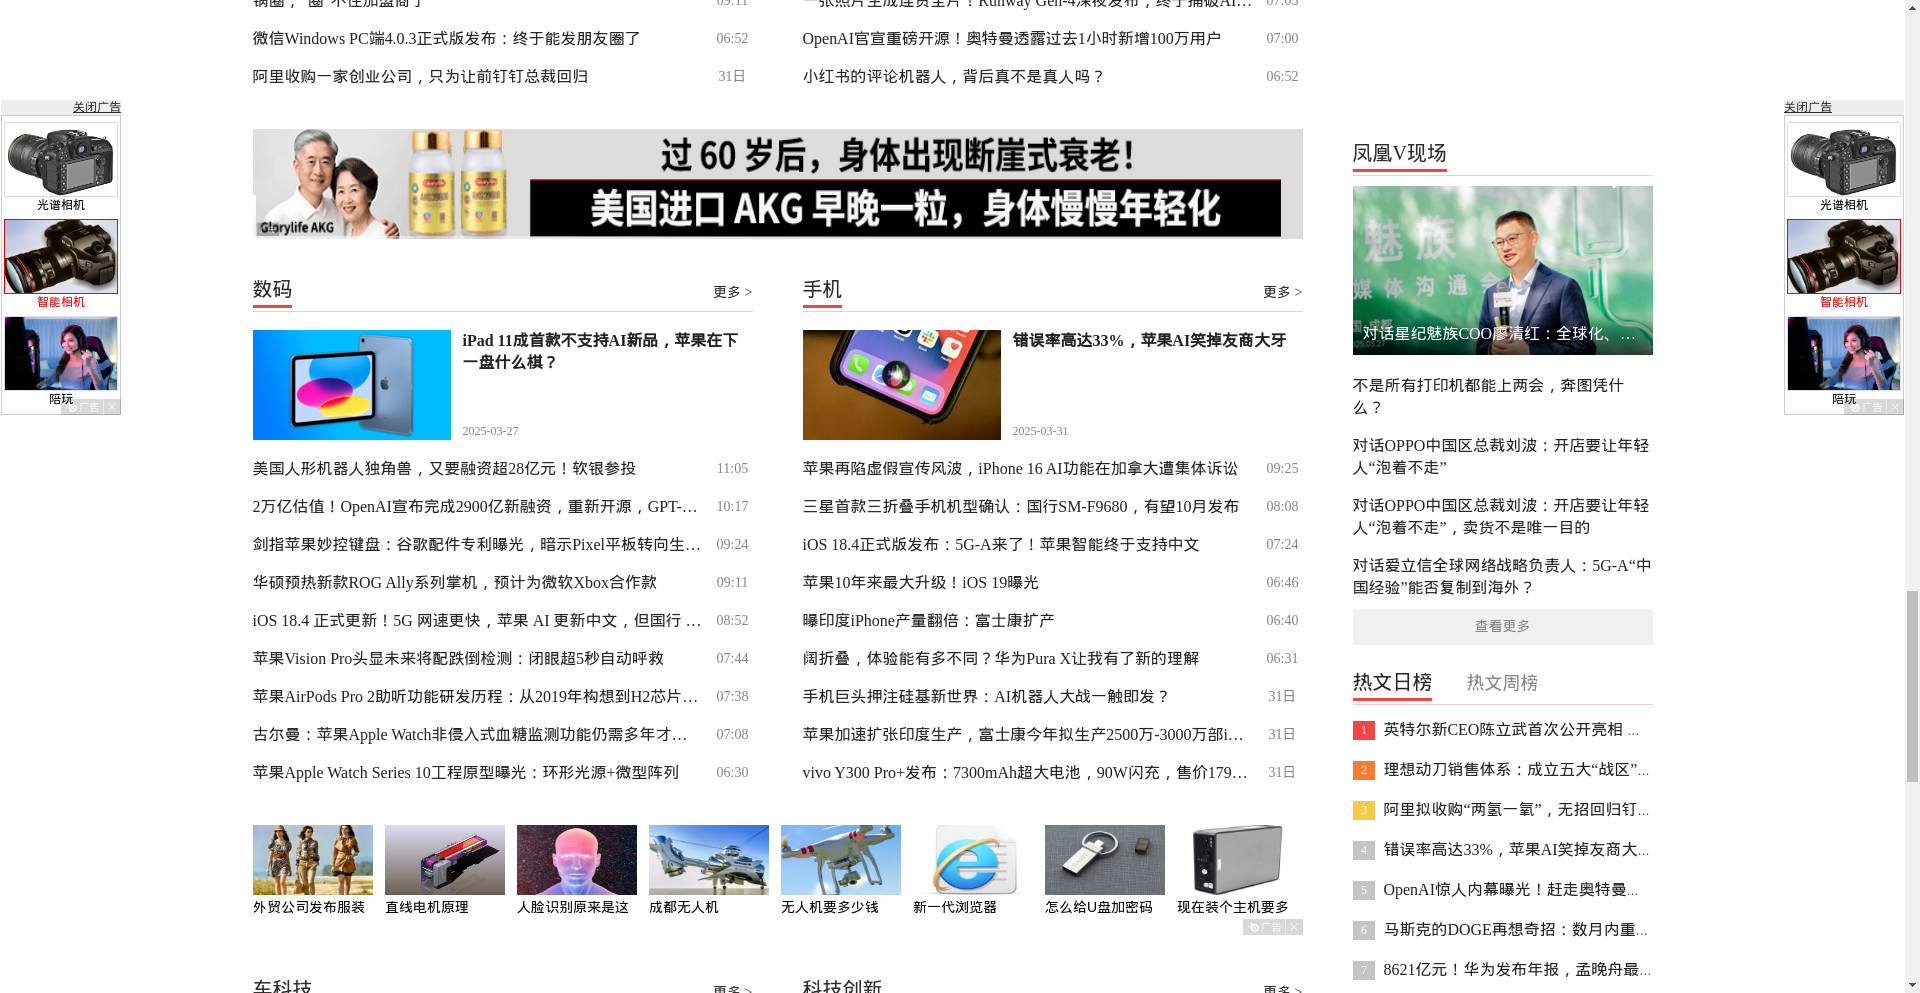 微信Windows PC端4.0.3正式版发布：终于能发朋友圈了 06:52
阿里收购一家创业公司，只为让前钉钉总裁回归 31日
OpenAI官宣重磅开源！奥特曼透露过去1小时新增100万用户 07:00
小红书的评论机器人，背后真不是真人吗？ 06:52
关闭广告
光谱相机
智能相机
陪玩
广告
过 60 岁后，身体出现断崖式衰老！
美国进口 AKG 早晚一粒，身体慢慢年轻化
Glorylife AKG
数码
更多 >
iPad 11成首款不支持AI新品，苹果在下
一盘什么棋？
2025-03-27
美国人形机器人独角兽，又要融资超28亿元！软银参投 11:05
2万亿估值！OpenAI宣布完成2900亿新融资，重新开源，GPT-… 10:17
剑指苹果妙控键盘：谷歌配件专利曝光，暗示Pixel平板转向生… 09:24
华硕预热新款ROG Ally系列掌机，预计为微软Xbox合作款 09:11
iOS 18.4 正式更新！5G 网速更快，苹果 AI 更新中文，但国行 … 08:52
苹果Vision Pro头显未来将配跌倒检测：闭眼超5秒自动呼救 07:44
苹果AirPods Pro 2助听功能研发历程：从2019年构想到H2芯片… 07:38
古尔曼：苹果Apple Watch非侵入式血糖监测功能仍需多年才… 07:08
苹果Apple Watch Series 10工程原型曝光：环形光源+微型阵列 06:30
手机
更多 >
错误率高达33%，苹果AI笑掉友商大牙
2025-03-31
苹果再陷虚假宣传风波，iPhone 16 AI功能在加拿大遭集体诉讼 09:25
三星首款三折叠手机机型确认：国行SM-F9680，有望10月发布 08:08
iOS 18.4正式版发布：5G-A来了！苹果智能终于支持中文 07:24
苹果10年来最大升级！iOS 19曝光 06:46
曝印度iPhone产量翻倍：富士康扩产 06:40
阔折叠，体验能有多不同？华为Pura X让我有了新的理解 06:31
手机巨头押注硅基新世界：AI机器人大战一触即发？ 31日
苹果加速扩张印度生产，富士康今年拟生产2500万-3000万部i… 31日
vivo Y300 Pro+发布：7300mAh超大电池，90W闪充，售价179… 31日
外贸公司发布服装
直线电机原理
人脸识别原来是这
成都无人机
无人机要多少钱
新一代浏览器
怎么给U盘加密码
现在装个主机要多
广告
车科技
更多 >
科技创新
更多 >
凤凰V现场
魅族
媒体沟通会
对话星纪魅族COO廖清红：全球化、…
不是所有打印机都能上两会，奔图凭什
么？
对话OPPO中国区总裁刘波：开店要让年轻
人“泡着不走”
对话OPPO中国区总裁刘波：开店要让年轻
人“泡着不走”，卖货不是唯一目的
对话爱立信全球网络战略负责人：5G-A“中
国经验”能否复制到海外？
查看更多
热文日榜 热文周榜
1 英特尔新CEO陈立武首次公开亮相 ...
2 理想动刀销售体系：成立五大“战区”...
3 阿里拟收购“两氢一氧”，无招回归钉...
4 错误率高达33%，苹果AI笑掉友商大...
5 OpenAI惊人内幕曝光！赶走奥特曼...
6 马斯克的DOGE再想奇招：数月内重...
7 8621亿元！华为发布年报，孟晚舟最...
关闭广告
光谱相机
智能相机
陪玩
广告